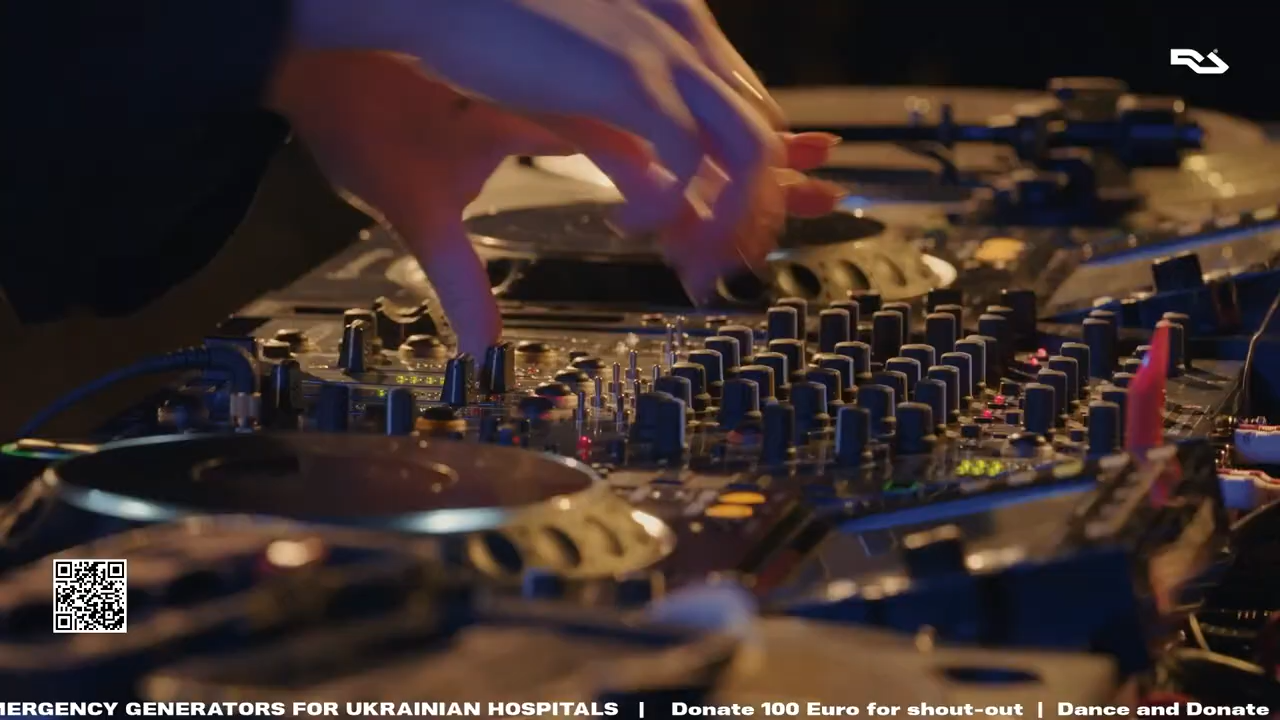 MERGENCY GENERATORS FOR UKRAINIAN HOSPITALS | Donate 100 Euro for shout-out | Dance and Donate